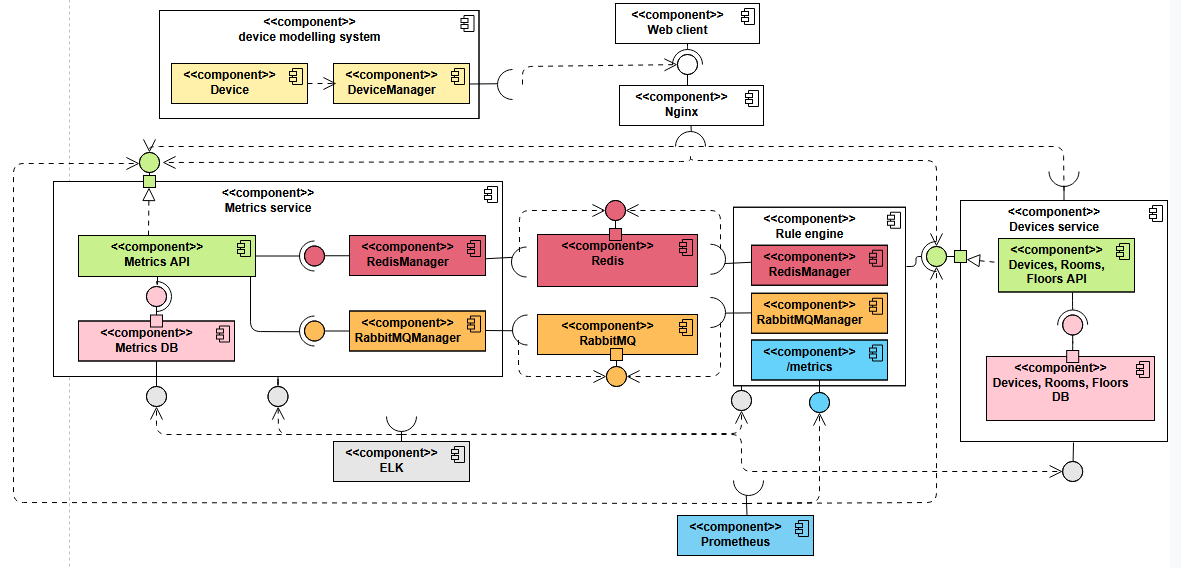 <<component>>
device modelling system
<<component>>
Device
<<component>>
DeviceManager
<<component>>
Web client
<<component>>
Nginx
<<component>>
Metrics service
<<component>>
Metrics API
<<component>>
RedisManager
<<component>>
Metrics DB
<<component>>
RabbitMQManager
<<component>>
Redis
<<component>>
RabbitMQ
<<component>>
Rule engine
<<component>>
RedisManager
<<component>>
RabbitMQManager
<<component>>
/metrics
<<component>>
Devices service
<<component>>
Devices, Rooms,
Floors API
<<component>>
Devices, Rooms, Floors
DB
<<component>>
ELK
<<component>>
Prometheus